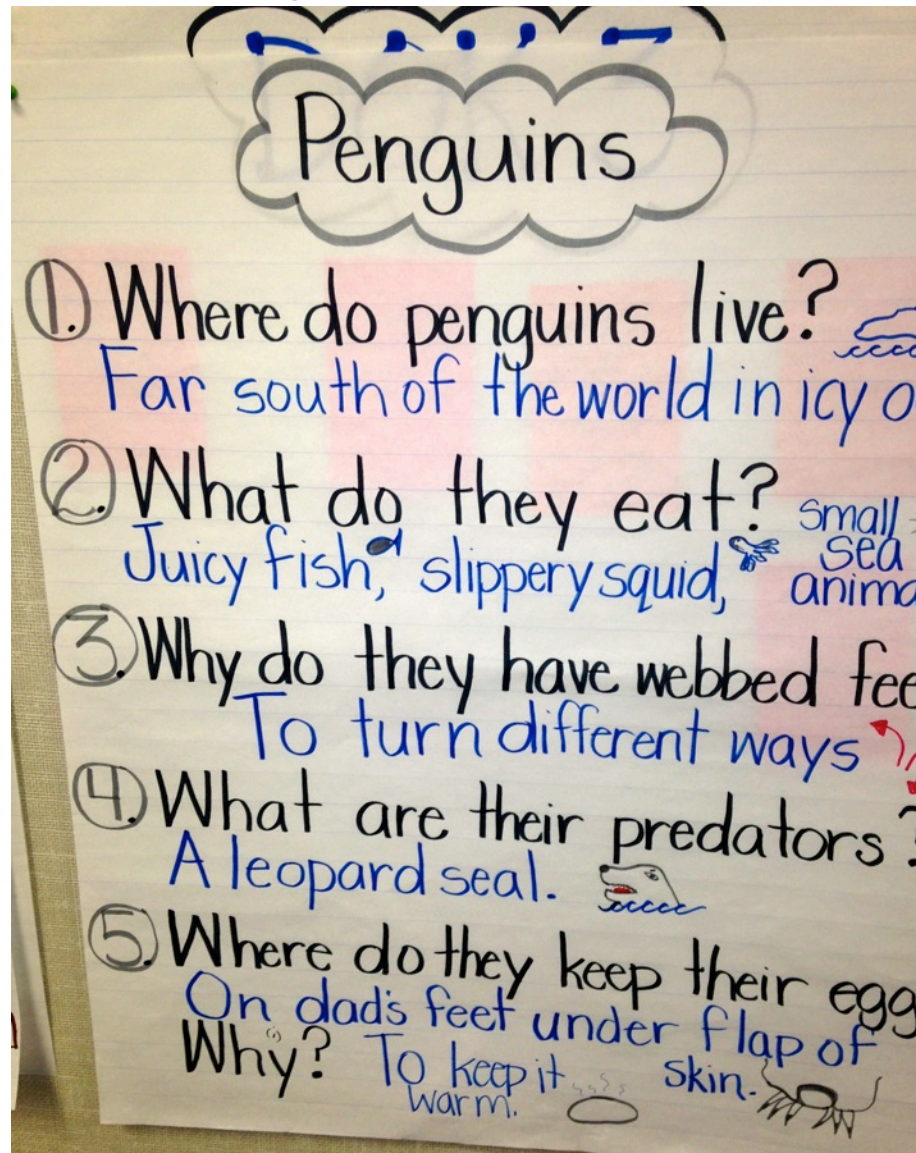 Penguins
1. Where do penguins live?
Far south of the world in icy
2. What do they eat?
Juicy fish, slippery squid, small sea
3. Why do they have webbed
To turn different ways
4. What are their predators?
A leopard seal.
5. Where do they keep their
On dad's feet under flap of skin.
Why? To keep it warm.